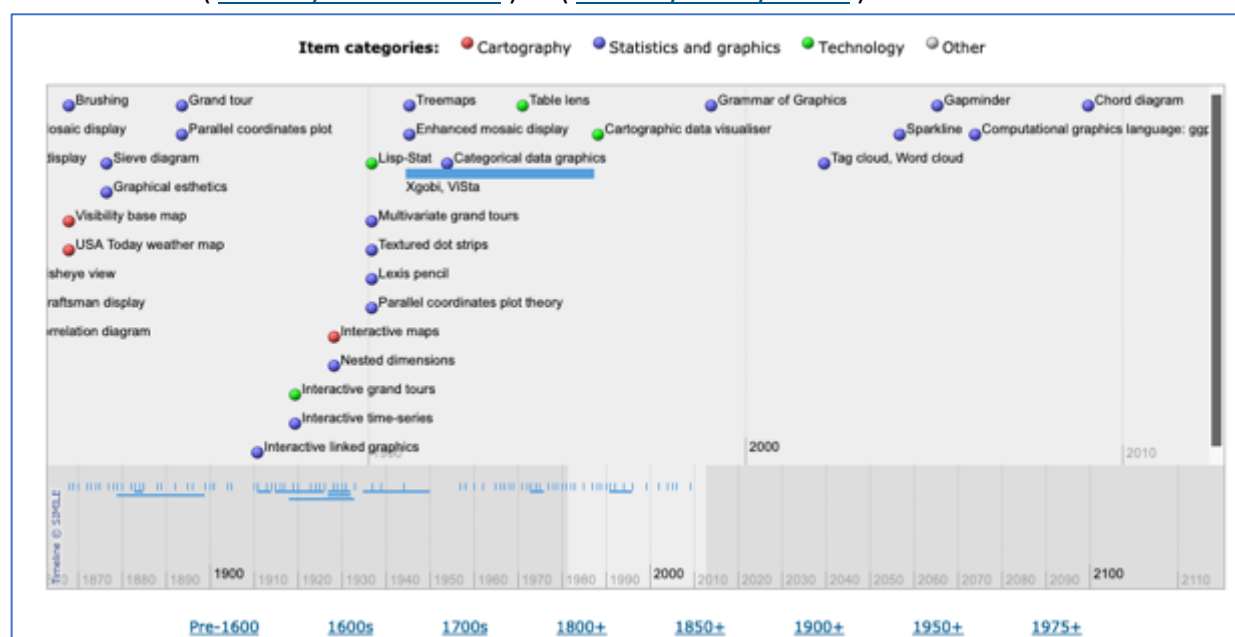 Item categories: Cartography Statistics and graphics Technology Other
Brushing Grand tour Treemaps Table lens Grammar of Graphics Gapminder Chord diagram
osaic display Parallel coordinates plot Enhanced mosaic display Cartographic data visualiser Sparkline Computational graphics language: ggp
display Sieve diagram Lisp-Stat Categorical data graphics Tag cloud, Word cloud
Graphical esthetics Xgobi, ViSta
Visibility base map Multivariate grand tours
USA Today weather map Textured dot strips
isheye view Lexis pencil
raftsman display Parallel coordinates plot theory
rrelation diagram Interactive maps
Nested dimensions
Interactive grand tours
Interactive time-series
Interactive linked graphics
1990 2000 2010
Timeline © SIMILE
1870 1880 1890 1900 1910 1920 1930 1940 1950 1960 1970 1980 1990 2000 2010 2020 2030 2040 2050 2060 2070 2080 2090 2100 2110
Pre-1600 1600s 1700s 1800+ 1850+ 1900+ 1950+ 1975+